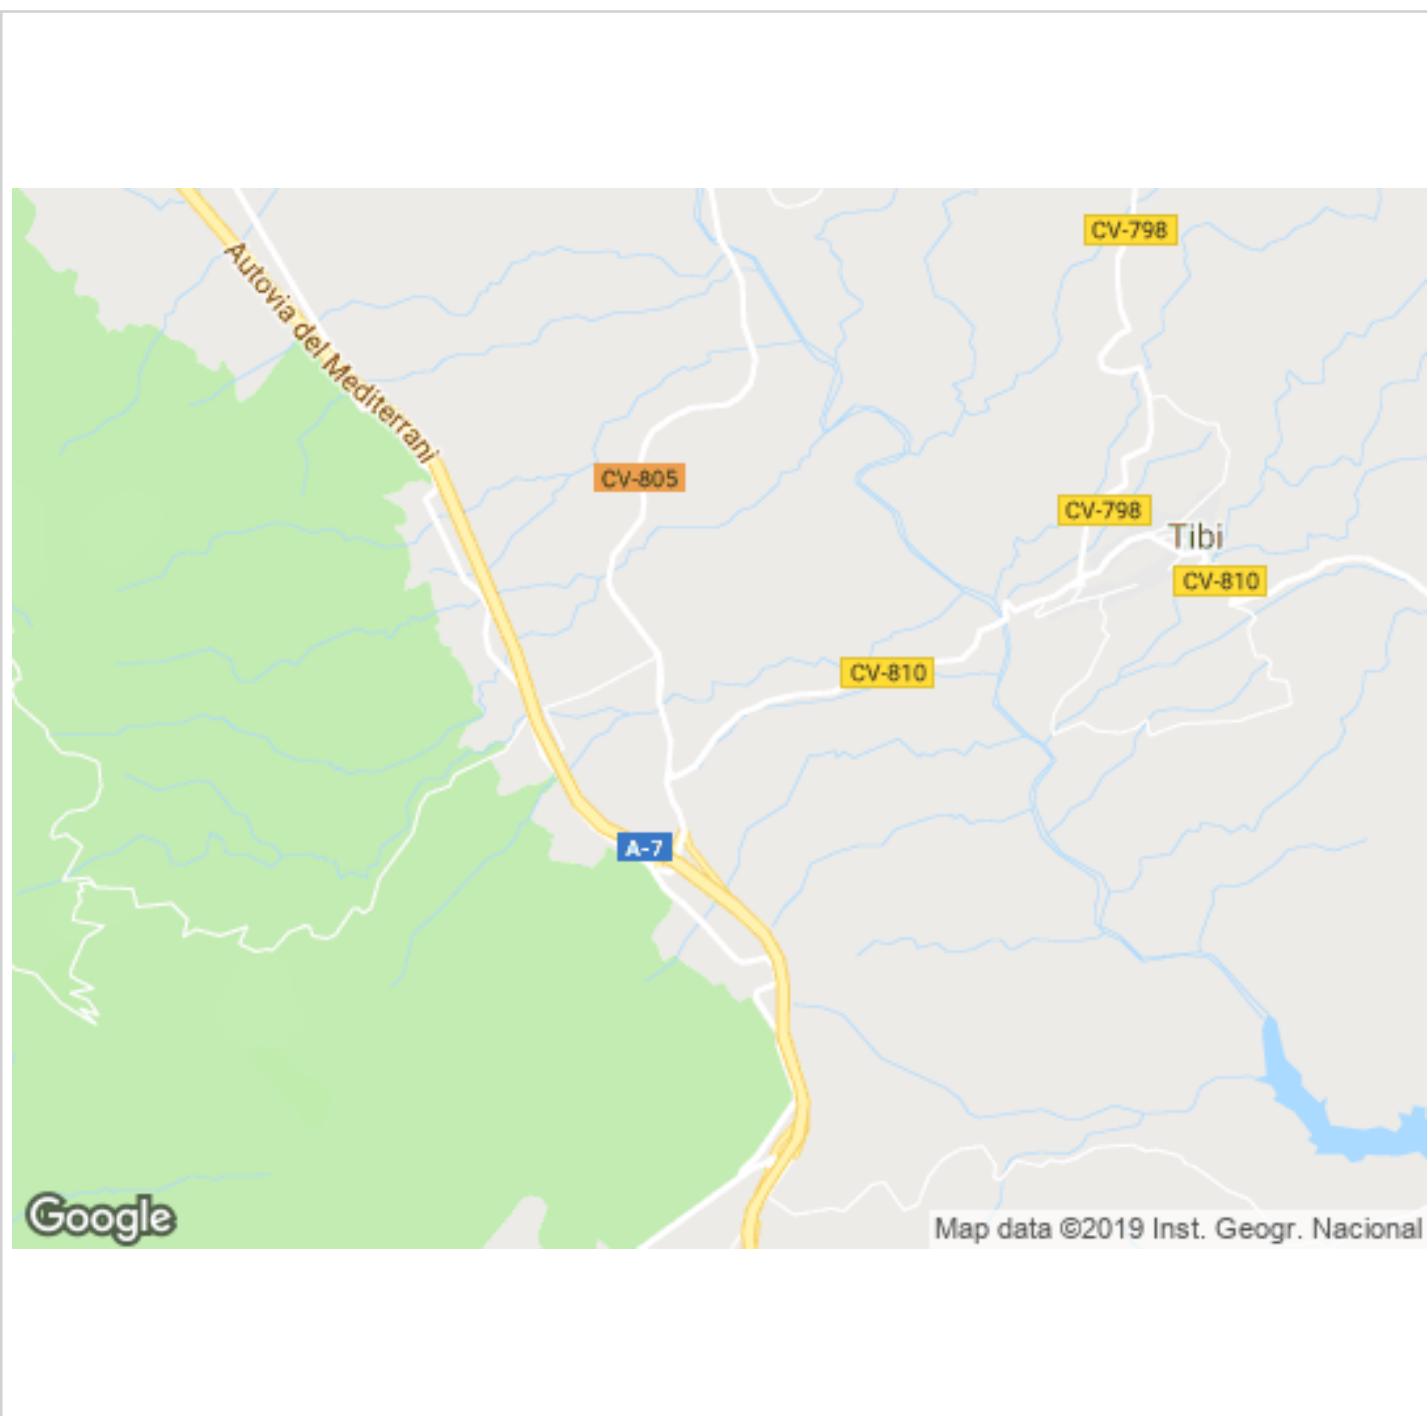 CV-798
Autovia del Mediterrani
CV-805
CV-798
Tibi
CV-810
CV-810
A-7
Google
Map data ©2019 Inst. Geogr. Nacional